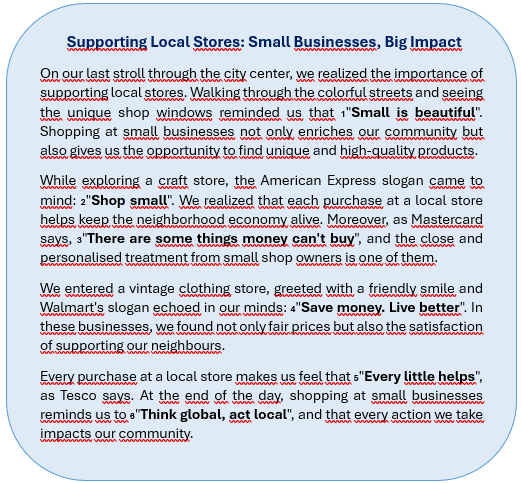 Supporting Local Stores: Small Businesses, Big Impact
On our last stroll through the city center, we realized the importance of
supporting local stores. Walking through the colorful streets and seeing
the unique shop windows reminded us that 1"Small is beautiful".
Shopping at small businesses not only enriches our community but
also gives us the opportunity to find unique and high-quality products.
While exploring a craft store, the American Express slogan came to
mind: 2"Shop small". We realized that each purchase at a local store
helps keep the neighborhood economy alive. Moreover, as Mastercard
says, 3"There are some things money can't buy", and the close and
personalised treatment from small shop owners is one of them.
We entered a vintage clothing store, greeted with a friendly smile and
Walmart's slogan echoed in our minds: 4"Save money. Live better". In
these businesses, we found not only fair prices but also the satisfaction
of supporting our neighbours.
Every purchase at a local store makes us feel that 5"Every little helps",
as Tesco says. At the end of the day, shopping at small businesses
reminds us to 6"Think global, act local", and that every action we take
impacts our community.